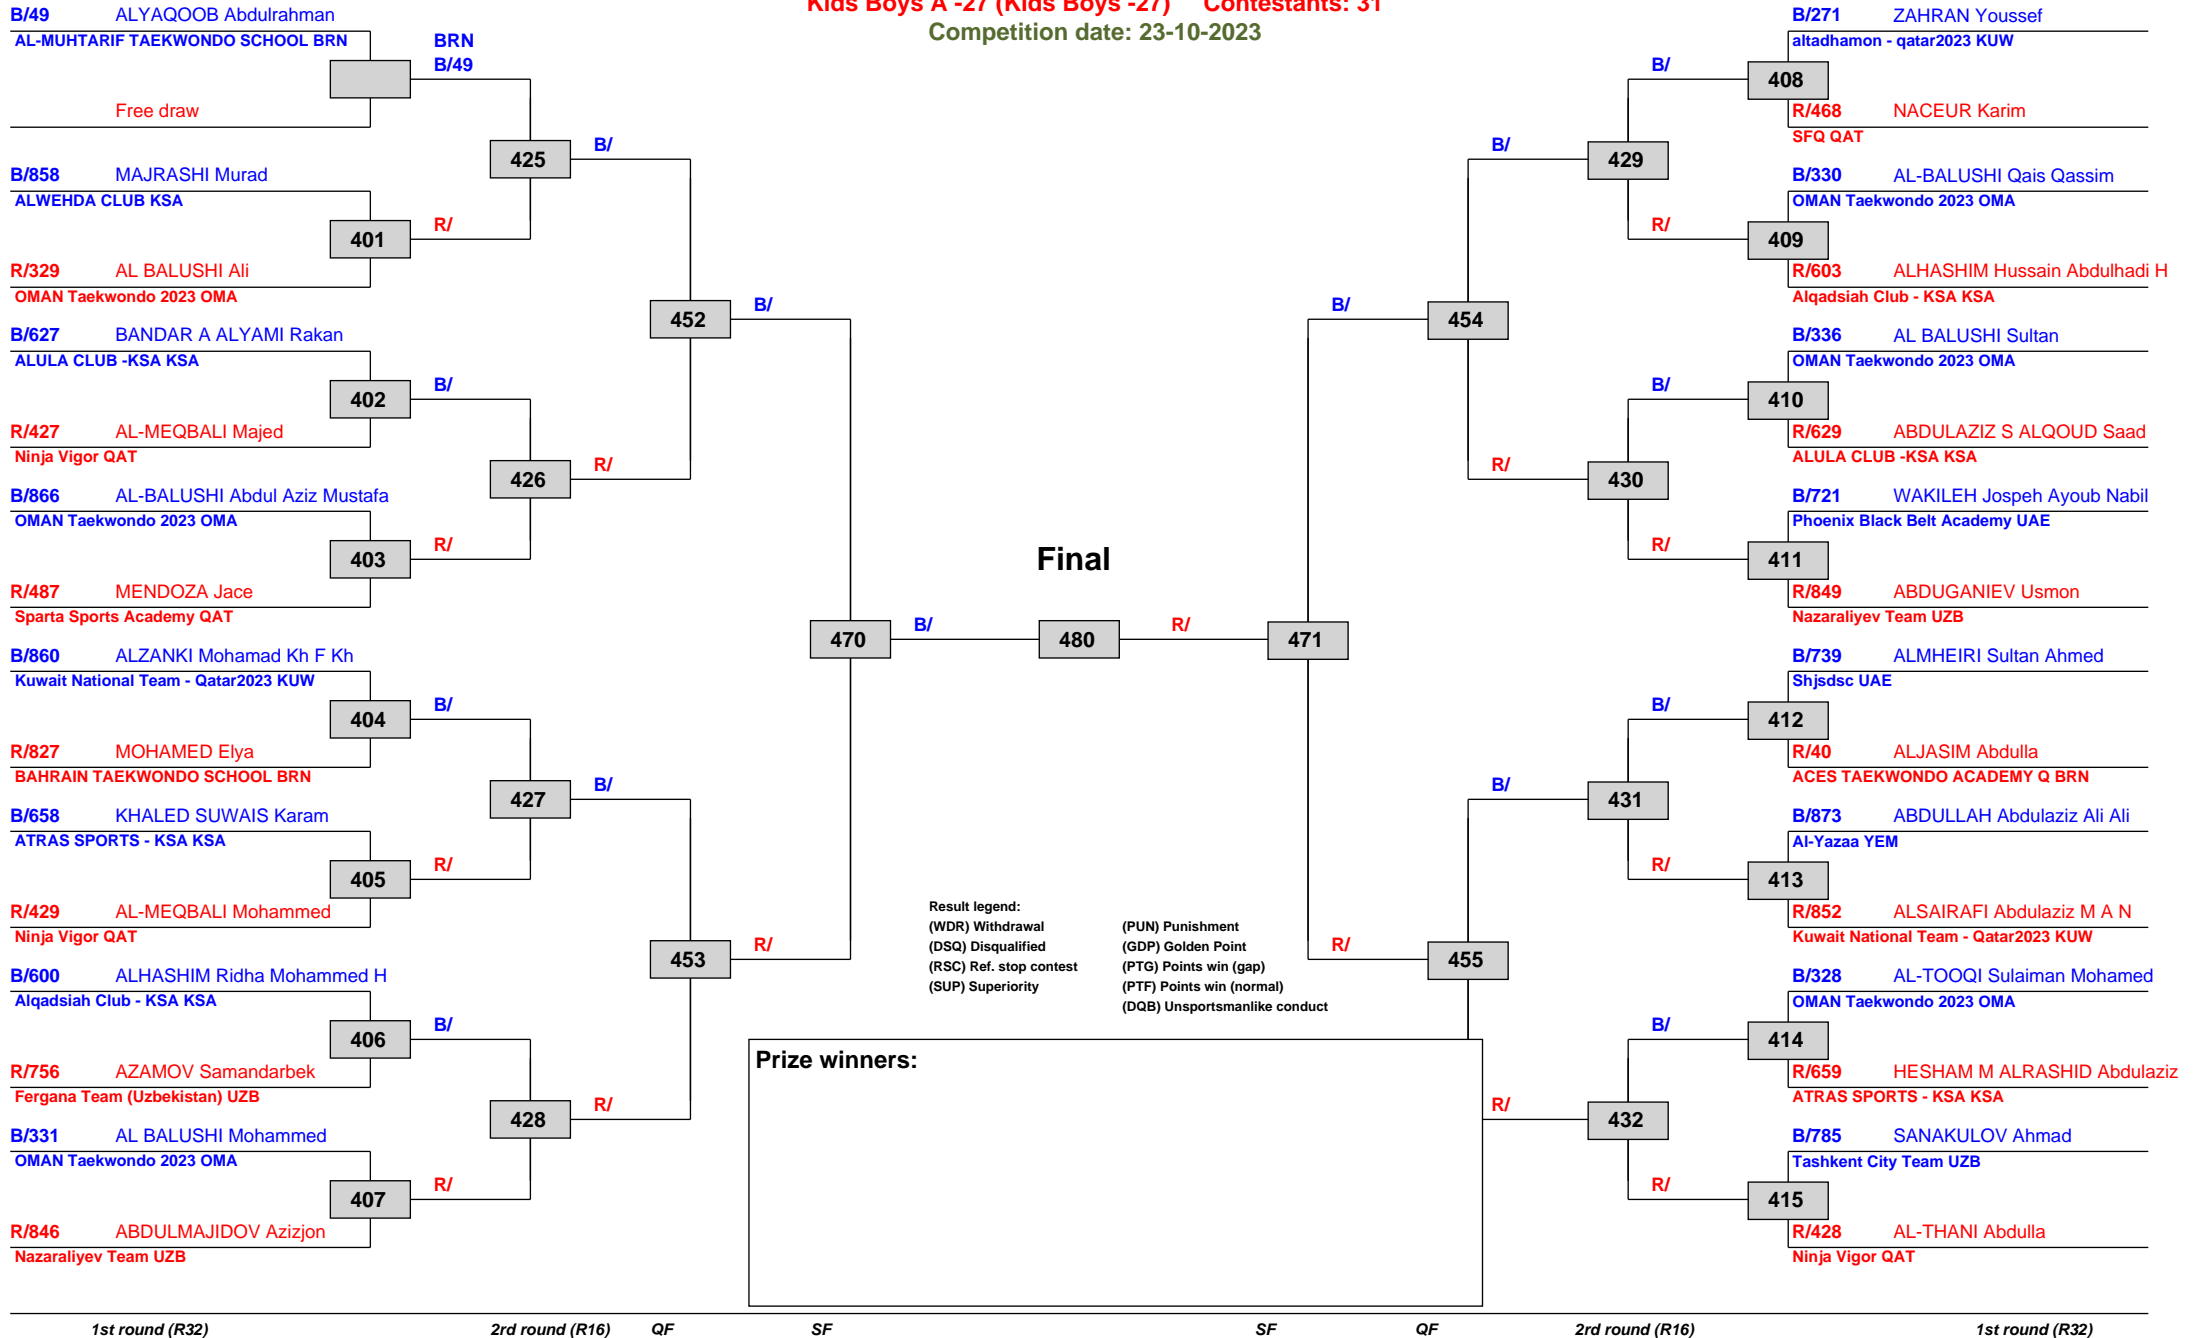 Kids Boys A -27 (Kids Boys -27) Contestants: 31
Competition date: 23-10-2023
B/49 ALYAQOOB Abdulrahman
AL-MUHTARIF TAEKWONDO SCHOOL BRN
BRN
B/49
Free draw
425
B/
B/858 MAJRASHI Murad
ALWEHDA CLUB KSA
401
R/
R/329 AL BALUSHI Ali
OMAN Taekwondo 2023 OMA
452
B/
B/627 BANDAR A ALYAMI Rakan
ALULA CLUB -KSA KSA
402
B/
R/427 AL-MEQBALI Majed
Ninja Vigor QAT
426
R/
B/866 AL-BALUSHI Abdul Aziz Mustafa
OMAN Taekwondo 2023 OMA
403
R/
R/487 MENDOZA Jace
Sparta Sports Academy QAT
470
B/
B/860 ALZANKI Mohamad Kh F Kh
Kuwait National Team - Qatar2023 KUW
404
B/
R/827 MOHAMED Elya
BAHRAIN TAEKWONDO SCHOOL BRN
427
B/
B/658 KHALED SUWAIS Karam
ATRAS SPORTS - KSA KSA
405
R/
R/429 AL-MEQBALI Mohammed
Ninja Vigor QAT
453
R/
B/600 ALHASHIM Ridha Mohammed H
Alqadsiah Club - KSA KSA
406
B/
R/756 AZAMOV Samandarbek
Fergana Team (Uzbekistan) UZB
428
R/
B/331 AL BALUSHI Mohammed
OMAN Taekwondo 2023 OMA
407
R/
R/846 ABDULMAJIDOV Azizjon
Nazaraliyev Team UZB
Final
480
R/
471
B/271 ZAHRAN Youssef
altadhamon - qatar2023 KUW
B/
408
R/468 NACEUR Karim
SFQ QAT
B/
429
B/330 AL-BALUSHI Qais Qassim
OMAN Taekwondo 2023 OMA
R/
409
R/603 ALHASHIM Hussain Abdulhadi H
Alqadsiah Club - KSA KSA
B/
454
B/336 AL BALUSHI Sultan
OMAN Taekwondo 2023 OMA
B/
410
R/629 ABDULAZIZ S ALQOUD Saad
ALULA CLUB -KSA KSA
R/
430
B/721 WAKILEH Jospeh Ayoub Nabil
Phoenix Black Belt Academy UAE
R/
411
R/849 ABDUGANIEV Usmon
Nazaraliyev Team UZB
B/739 ALMHEIRI Sultan Ahmed
Shjsdsc UAE
B/
412
R/40 ALJASIM Abdulla
ACES TAEKWONDO ACADEMY Q BRN
B/
431
B/873 ABDULLAH Abdulaziz Ali Ali
Al-Yazaa YEM
R/
413
R/852 ALSAIRAFI Abdulaziz M A N
Kuwait National Team - Qatar2023 KUW
R/
455
B/328 AL-TOOQI Sulaiman Mohamed
OMAN Taekwondo 2023 OMA
B/
414
R/659 HESHAM M ALRASHID Abdulaziz
ATRAS SPORTS - KSA KSA
R/
432
B/785 SANAKULOV Ahmad
Tashkent City Team UZB
R/
415
R/428 AL-THANI Abdulla
Ninja Vigor QAT
Result legend:
(WDR) Withdrawal (PUN) Punishment
(DSQ) Disqualified (GDP) Golden Point
(RSC) Ref. stop contest (PTG) Points win (gap)
(SUP) Superiority (PTF) Points win (normal)
(DQB) Unsportsmanlike conduct
Prize winners:
1st round (R32) 2rd round (R16) QF SF SF QF 2rd round (R16) 1st round (R32)